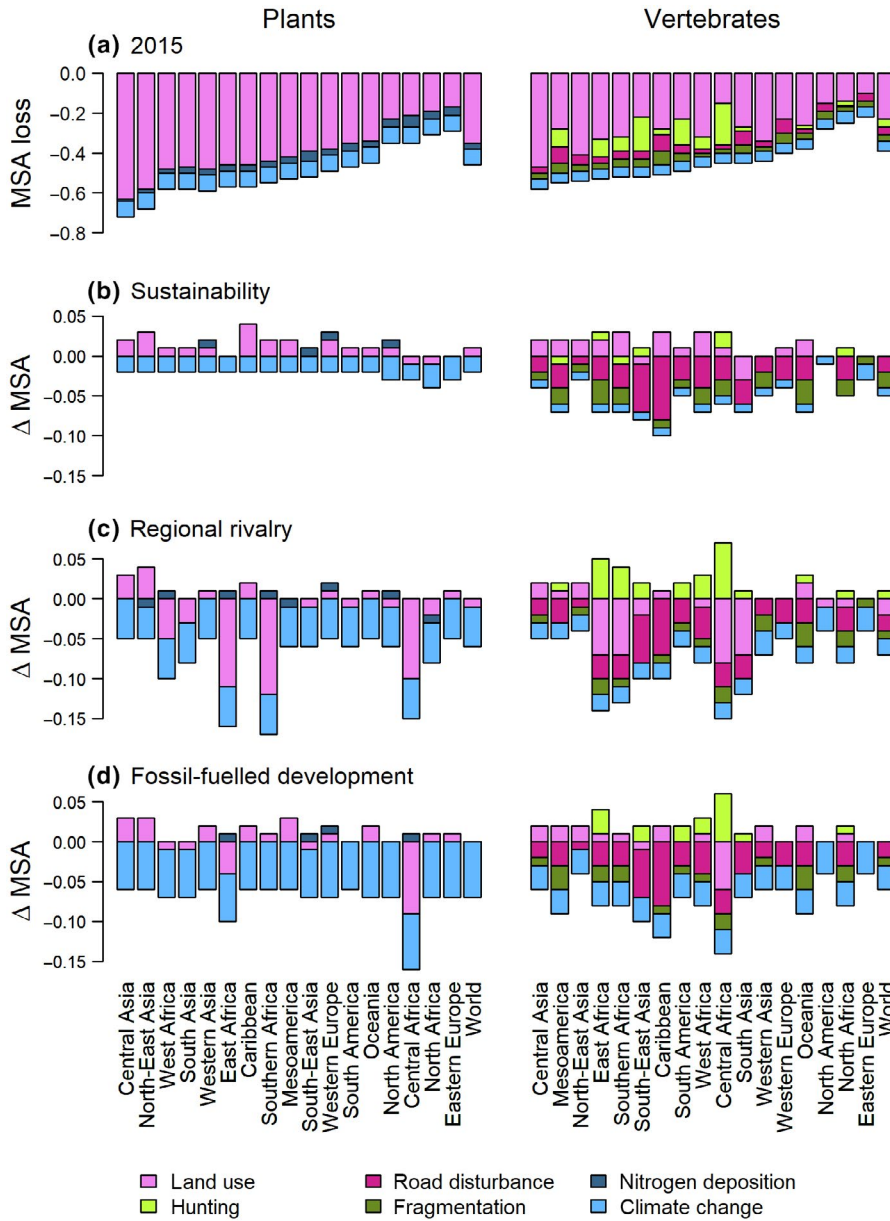 Plants
Vertebrates
(a) 2015
MSA loss
0.0
−0.2
−0.4
−0.6
−0.8
(b) Sustainability
Δ MSA
0.05
0.00
−0.05
−0.10
−0.15
(c) Regional rivalry
Δ MSA
0.05
0.00
−0.05
−0.10
−0.15
(d) Fossil-fuelled development
Δ MSA
0.05
0.00
−0.05
−0.10
−0.15
Central Asia
North-East Asia
West Africa
South Asia
Western Asia
East Africa
Caribbean
Southern Africa
Mesoamerica
South-East Asia
Western Europe
South America
Oceania
North America
Central Africa
North Africa
Eastern Europe
World
Central Asia
Mesoamerica
North-East Asia
East Africa
Southern Africa
South-East Asia
Caribbean
South America
West Africa
Central Africa
South Asia
Western Asia
Western Europe
Oceania
North America
North Africa
Eastern Europe
World
Land use
Road disturbance
Nitrogen deposition
Hunting
Fragmentation
Climate change